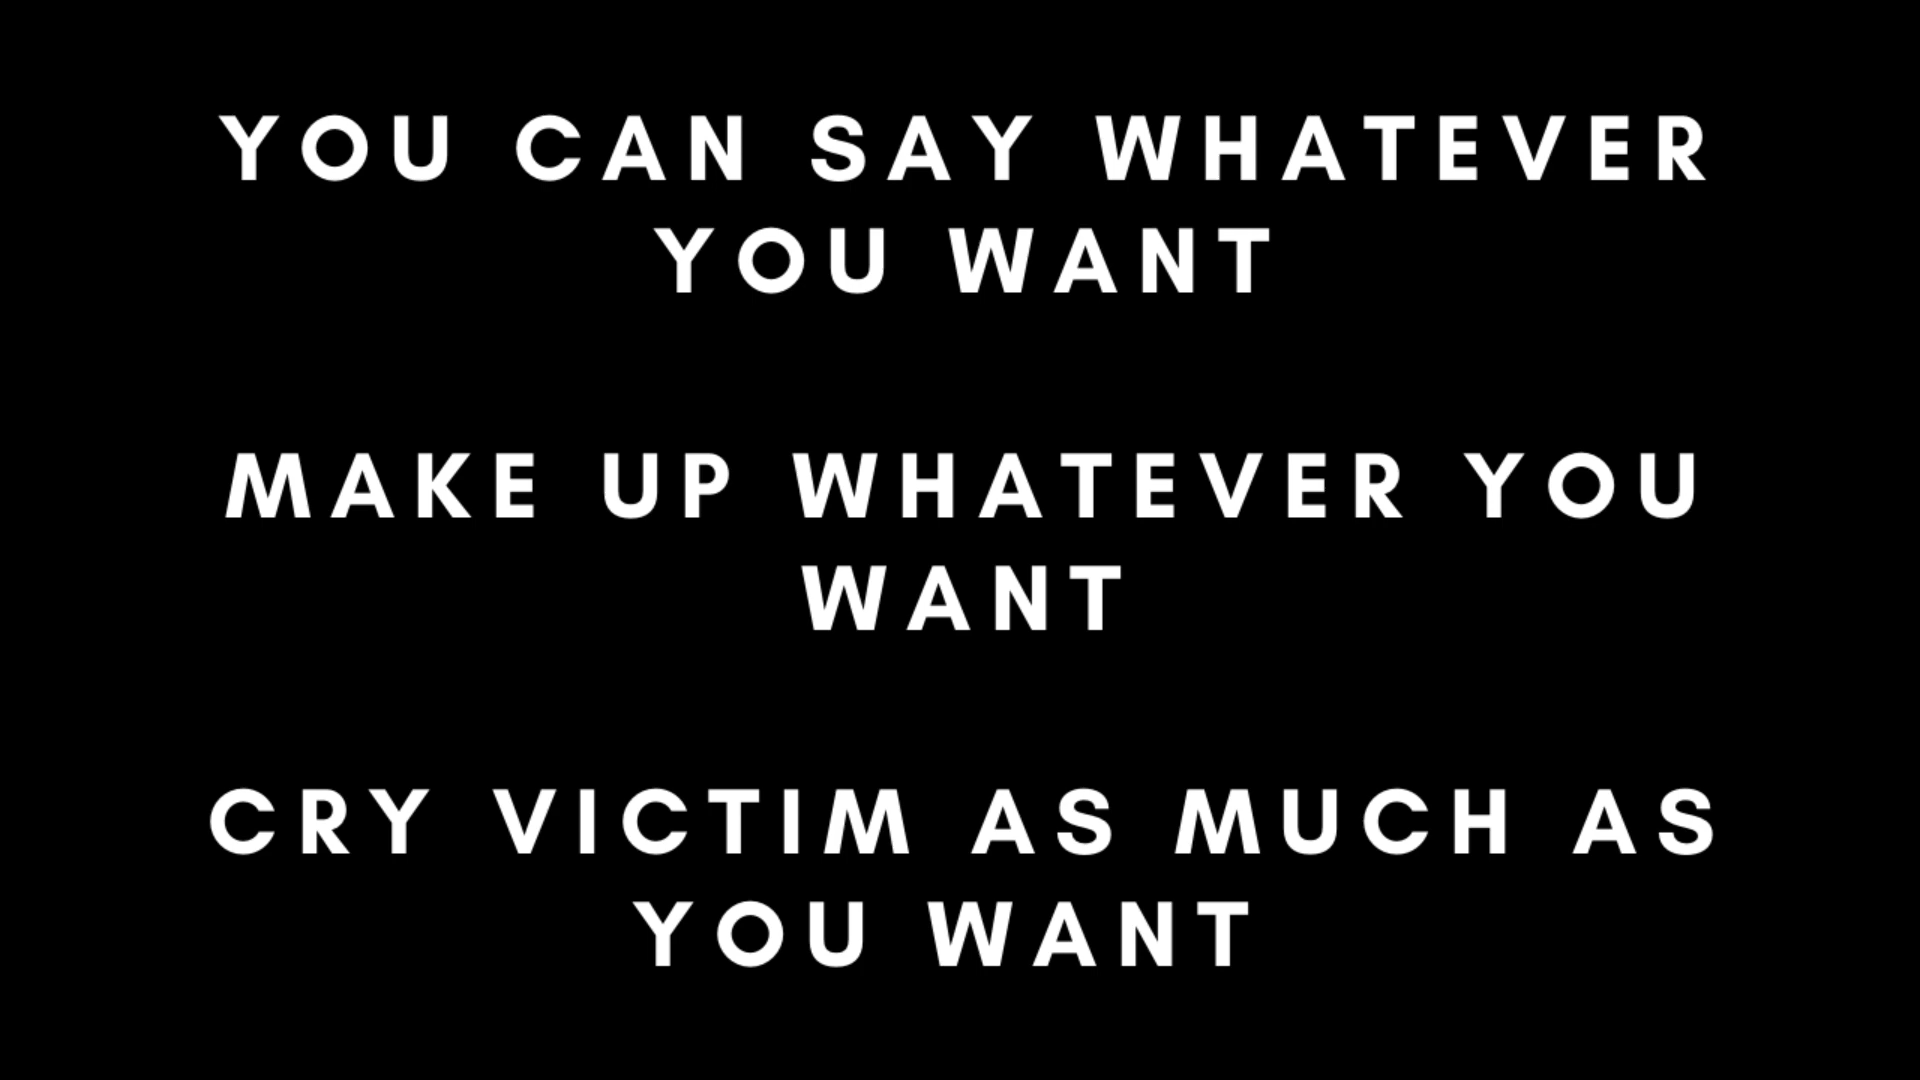 YOU CAN SAY WHATEVER
YOU WANT
MAKE UP WHATEVER YOU
WANT
CRY VICTIM AS MUCH AS
YOU WANT